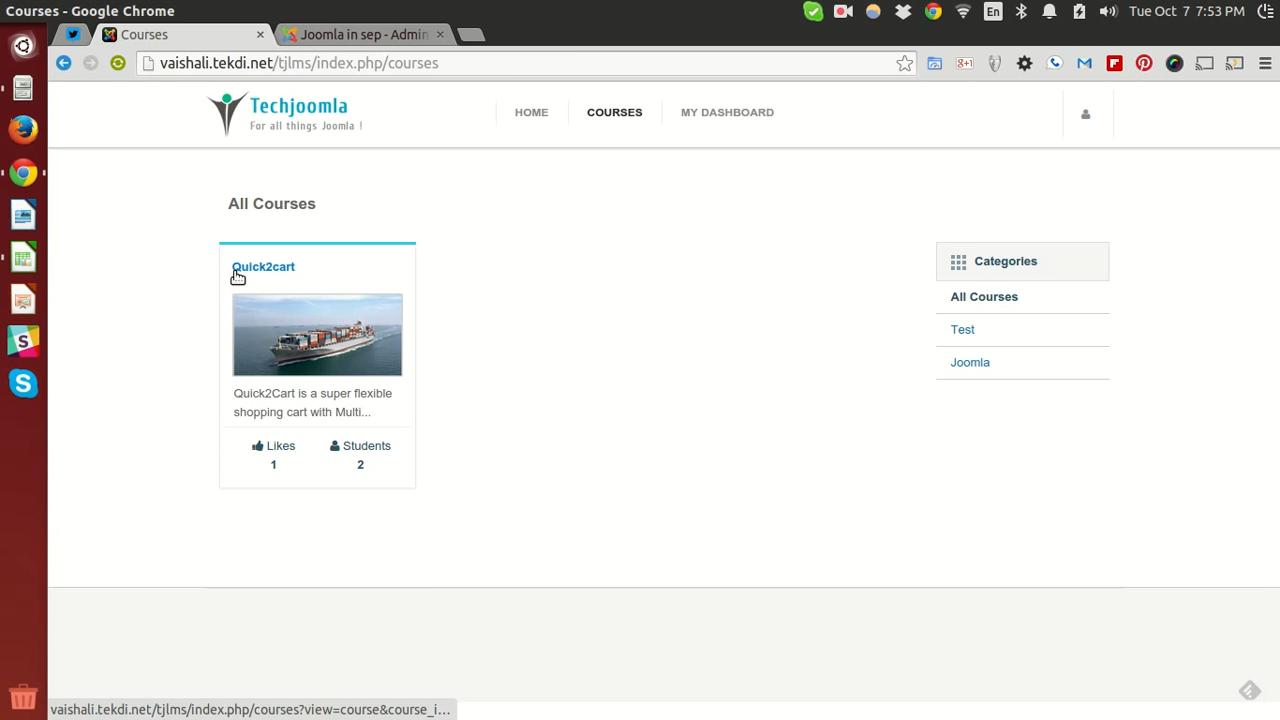 Courses - Google Chrome
En
Tue Oct 7 7:53 PM
Courses
×
Joomla in sep - Admin
×
vaishali.tekdi.net/tjlms/index.php/courses
Techjoomla
For all things Joomla !
HOME
COURSES
MY DASHBOARD
All Courses
Quick2cart
Quick2Cart is a super flexible
shopping cart with Multi...
Likes
1
Students
2
Categories
All Courses
Test
Joomla
vaishali.tekdi.net/tjlms/index.php/courses?view=course&course_i...